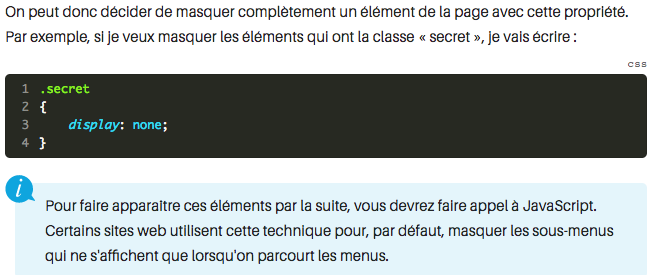 On peut donc décider de masquer complètement un élément de la page avec cette propriété.
Par exemple, si je veux masquer les éléments qui ont la classe « secret », je vais écrire :
css
1 .secret
2 {
3     display: none;
4 }
i
Pour faire apparaitre ces éléments par la suite, vous devrez faire appel à JavaScript.
Certains sites web utilisent cette technique pour, par défaut, masquer les sous-menus
qui ne s'affichent que lorsqu'on parcourt les menus.